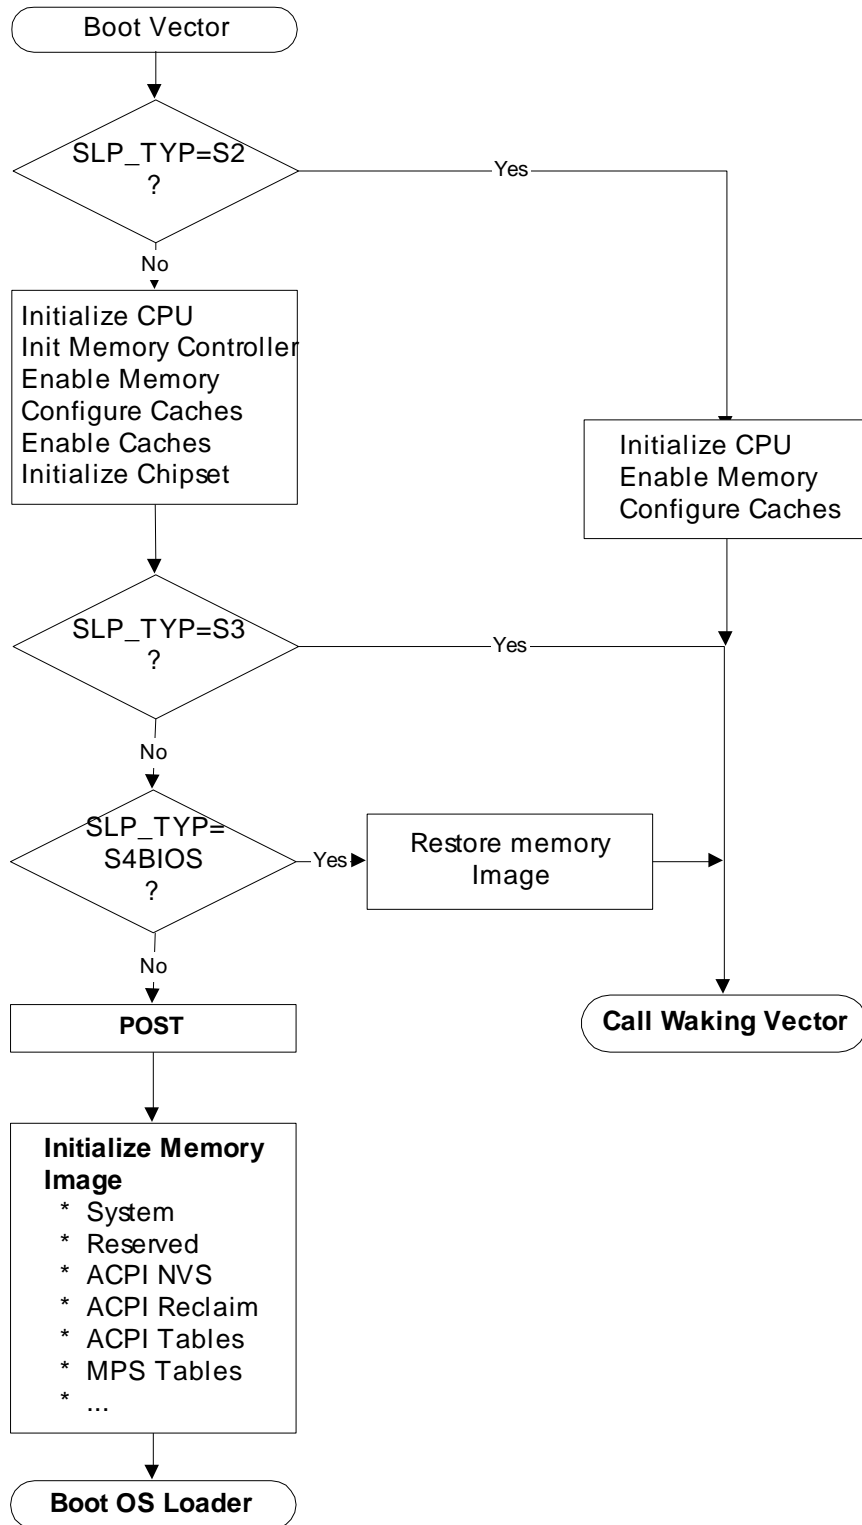 Boot Vector
SLP_TYP=S2
?
Yes
No
Initialize CPU
Init Memory Controller
Enable Memory
Configure Caches
Enable Caches
Initialize Chipset
Initialize CPU
Enable Memory
Configure Caches
SLP_TYP=S3
?
Yes
No
SLP_TYP=
S4BIOS
?
Yes
Restore memory
Image
No
POST
Call Waking Vector
Initialize Memory
Image
* System
* Reserved
* ACPI NVS
* ACPI Reclaim
* ACPI Tables
* MPS Tables
* ...
Boot OS Loader